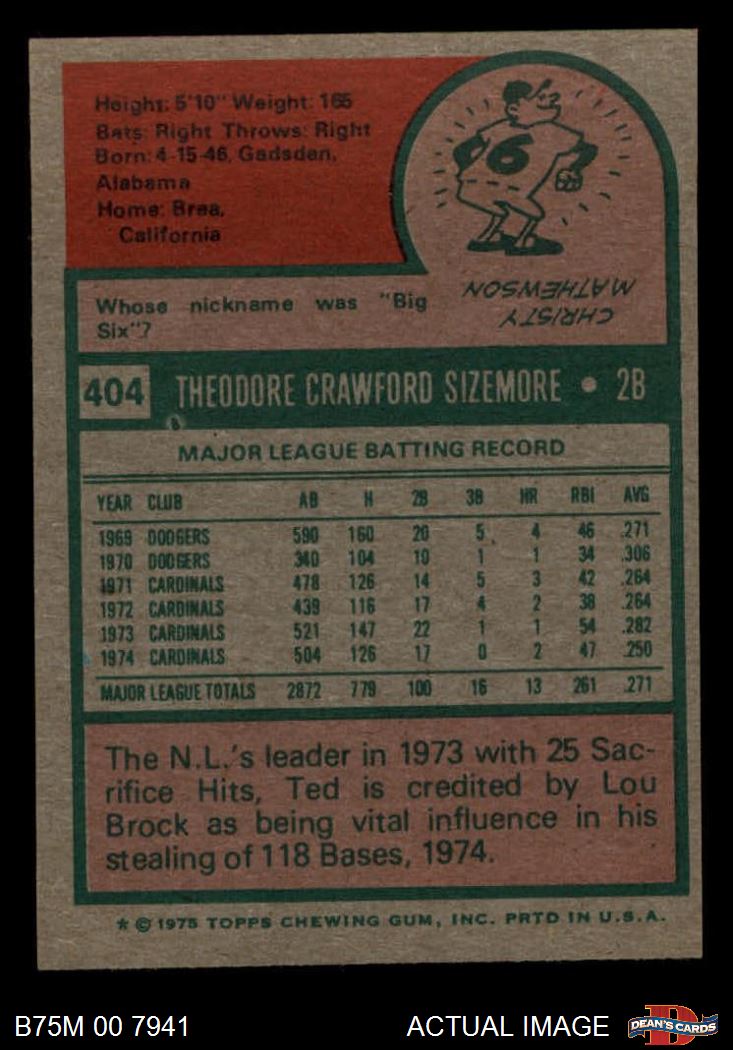 Height: 5'10" Weight: 165
Bats: Right Throws: Right
Born: 4-15-46, Gadsden,
Alabama
Home: Brea,
California
6
Whose nickname was "Big
Six"?
CHRISTY
MATHEWSON
404 THEODORE CRAWFORD SIZEMORE • 2B
MAJOR LEAGUE BATTING RECORD
YEAR CLUB AB H 2B 3B HR RBI AVG
1969 DODGERS 590 160 20 5 4 46 .271
1970 DODGERS 340 104 10 1 1 34 .306
1971 CARDINALS 478 126 14 5 3 42 .264
1972 CARDINALS 439 116 17 4 2 38 .264
1973 CARDINALS 521 147 22 1 1 54 .282
1974 CARDINALS 504 126 17 0 2 47 .250
MAJOR LEAGUE TOTALS 2872 779 100 16 13 261 .271
The N.L.'s leader in 1973 with 25 Sac-
rifice Hits, Ted is credited by Lou
Brock as being vital influence in his
stealing of 118 Bases, 1974.
* © 1975 TOPPS CHEWING GUM, INC. PRTD IN U.S.A.
B75M 00 7941 ACTUAL IMAGE
D
DEAN'S CARDS